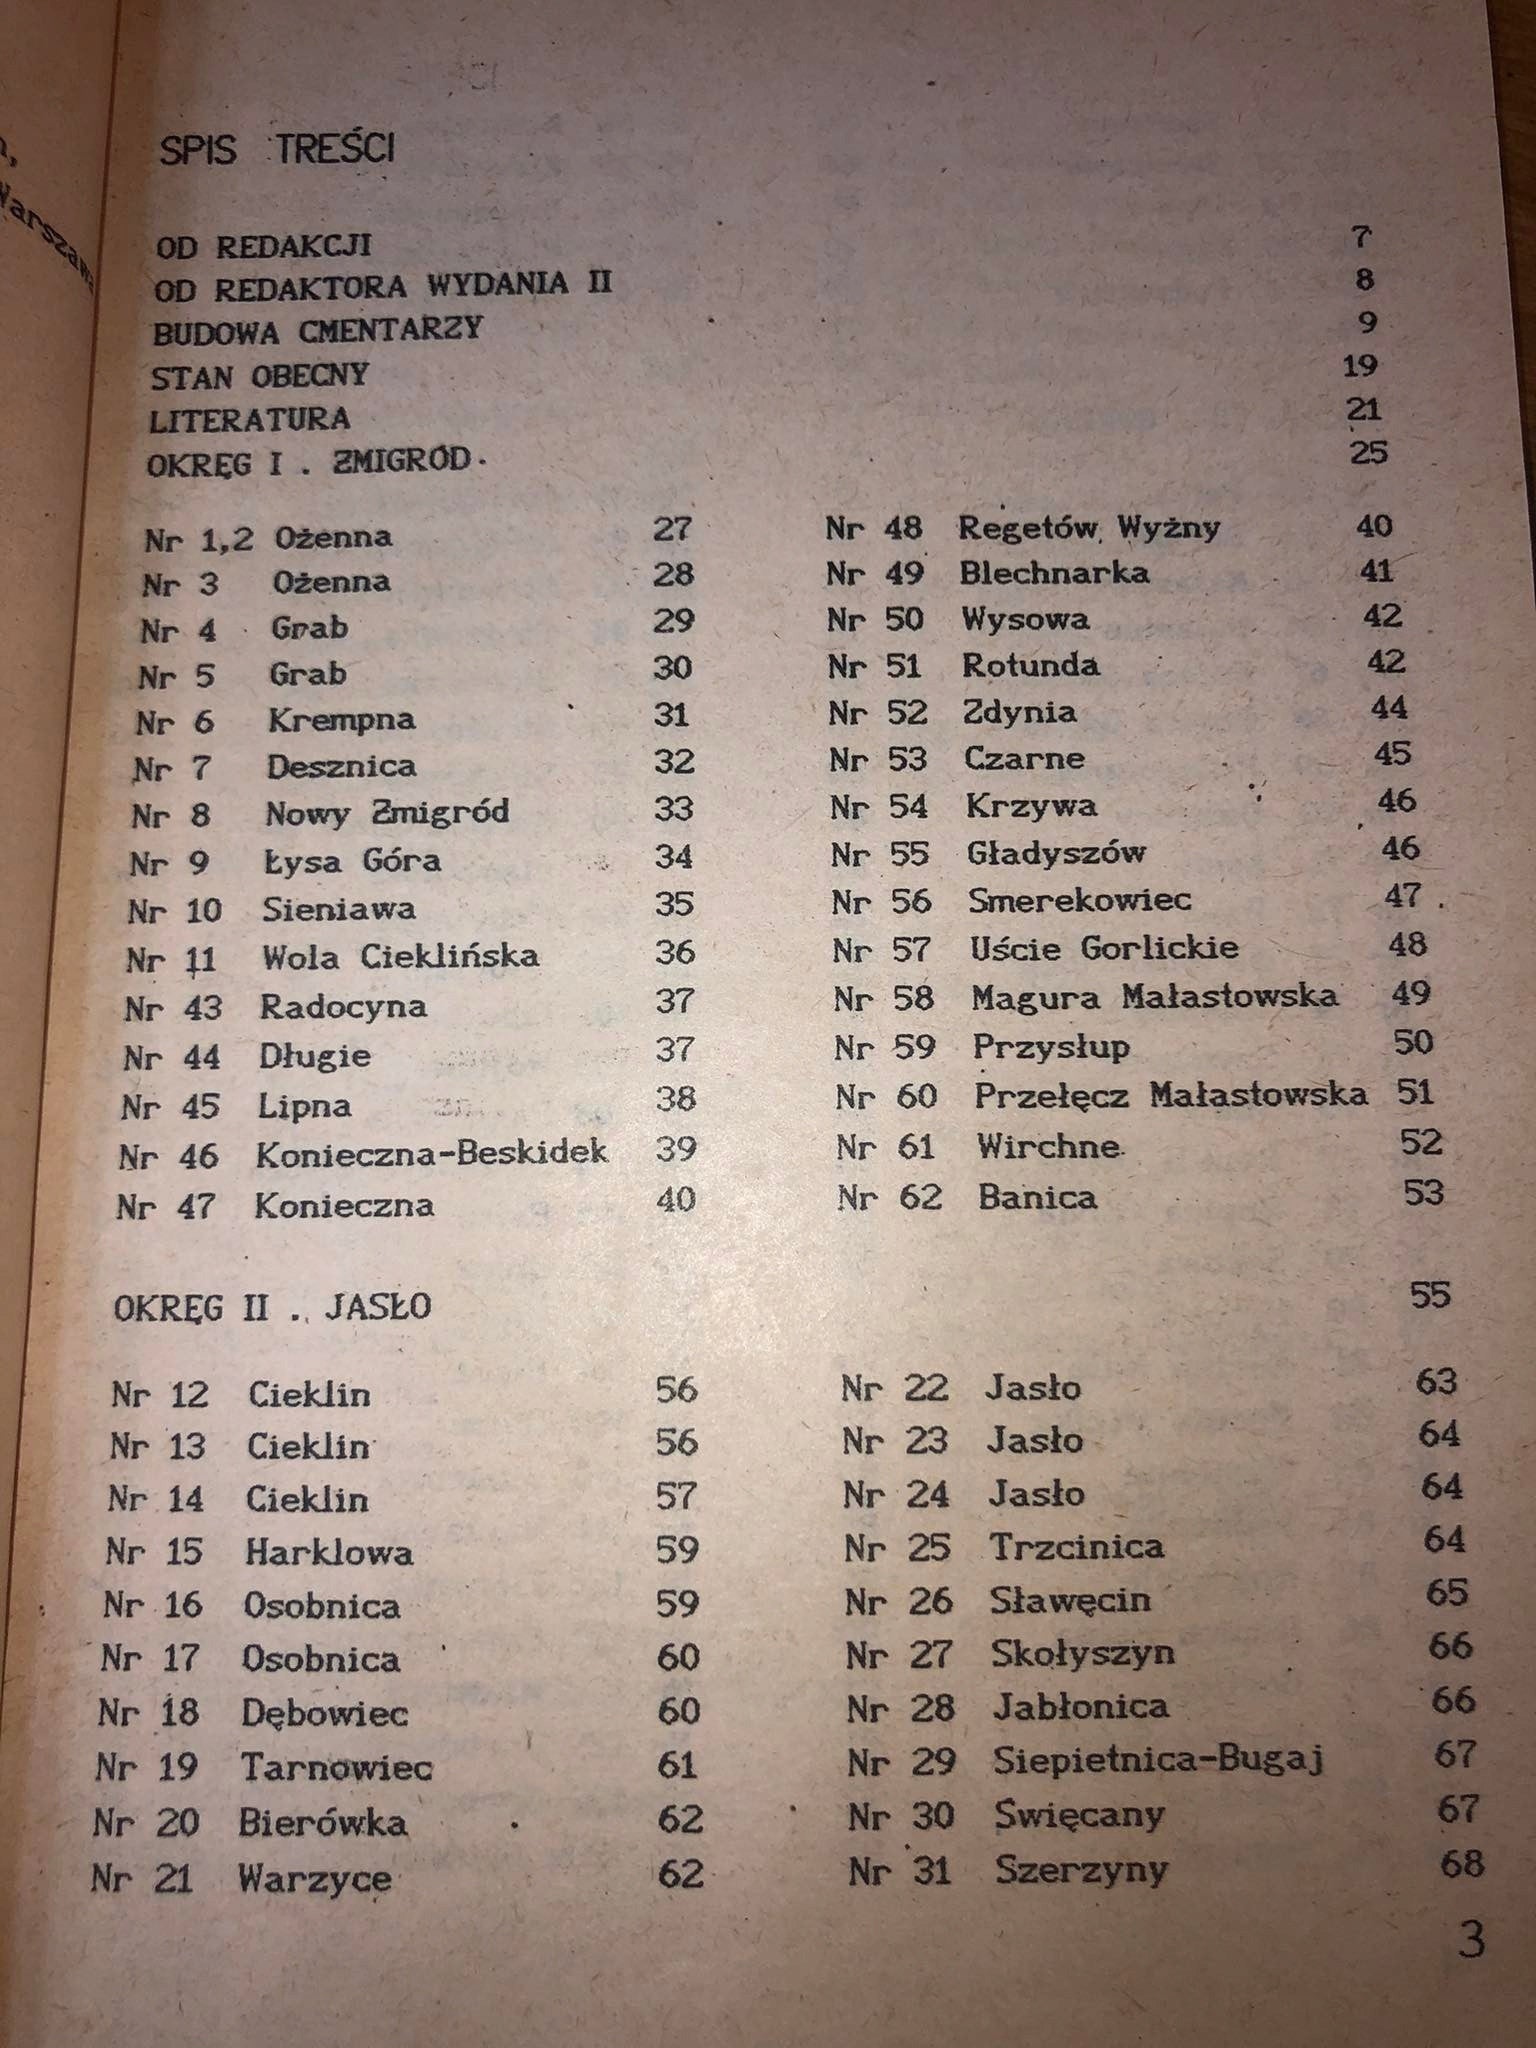 SPIS TREŚCI
OD REDAKCJI 7
OD REDAKTORA WYDANIA II 8
BUDOWA CMENTARZY 9
STAN OBECNY 19
LITERATURA 21
OKRĘG I . ŻMIGRÓD 25
Nr 1,2 Ożenna 27
Nr 3 Ożenna 28
Nr 4 Grab 29
Nr 5 Grab 30
Nr 6 Krempna 31
Nr 7 Desznica 32
Nr 8 Nowy Żmigród 33
Nr 9 Łysa Góra 34
Nr 10 Sieniawa 35
Nr 11 Wola Cieklińska 36
Nr 43 Radocyna 37
Nr 44 Długie 37
Nr 45 Lipna 38
Nr 46 Konieczna-Beskidek 39
Nr 47 Konieczna 40
Nr 48 Regetów Wyżny 40
Nr 49 Blechnarka 41
Nr 50 Wysowa 42
Nr 51 Rotunda 42
Nr 52 Zdynia 44
Nr 53 Czarne 45
Nr 54 Krzywa 46
Nr 55 Gładyszów 46
Nr 56 Smerekowiec 47
Nr 57 Uście Gorlickie 48
Nr 58 Magura Małastowska 49
Nr 59 Przysłup 50
Nr 60 Przełęcz Małastowska 51
Nr 61 Wirchne 52
Nr 62 Banica 53
OKRĘG II . JASŁO 55
Nr 12 Cieklin 56
Nr 13 Cieklin 56
Nr 14 Cieklin 57
Nr 15 Harklowa 59
Nr 16 Osobnica 59
Nr 17 Osobnica 60
Nr 18 Dębowiec 60
Nr 19 Tarnowiec 61
Nr 20 Bierówka 62
Nr 21 Warzyce 62
Nr 22 Jasło 63
Nr 23 Jasło 64
Nr 24 Jasło 64
Nr 25 Trzcinica 64
Nr 26 Sławęcin 65
Nr 27 Skołyszyn 66
Nr 28 Jabłonica 66
Nr 29 Siepietnica-Bugaj 67
Nr 30 Święcany 67
Nr 31 Szerzyny 68
3